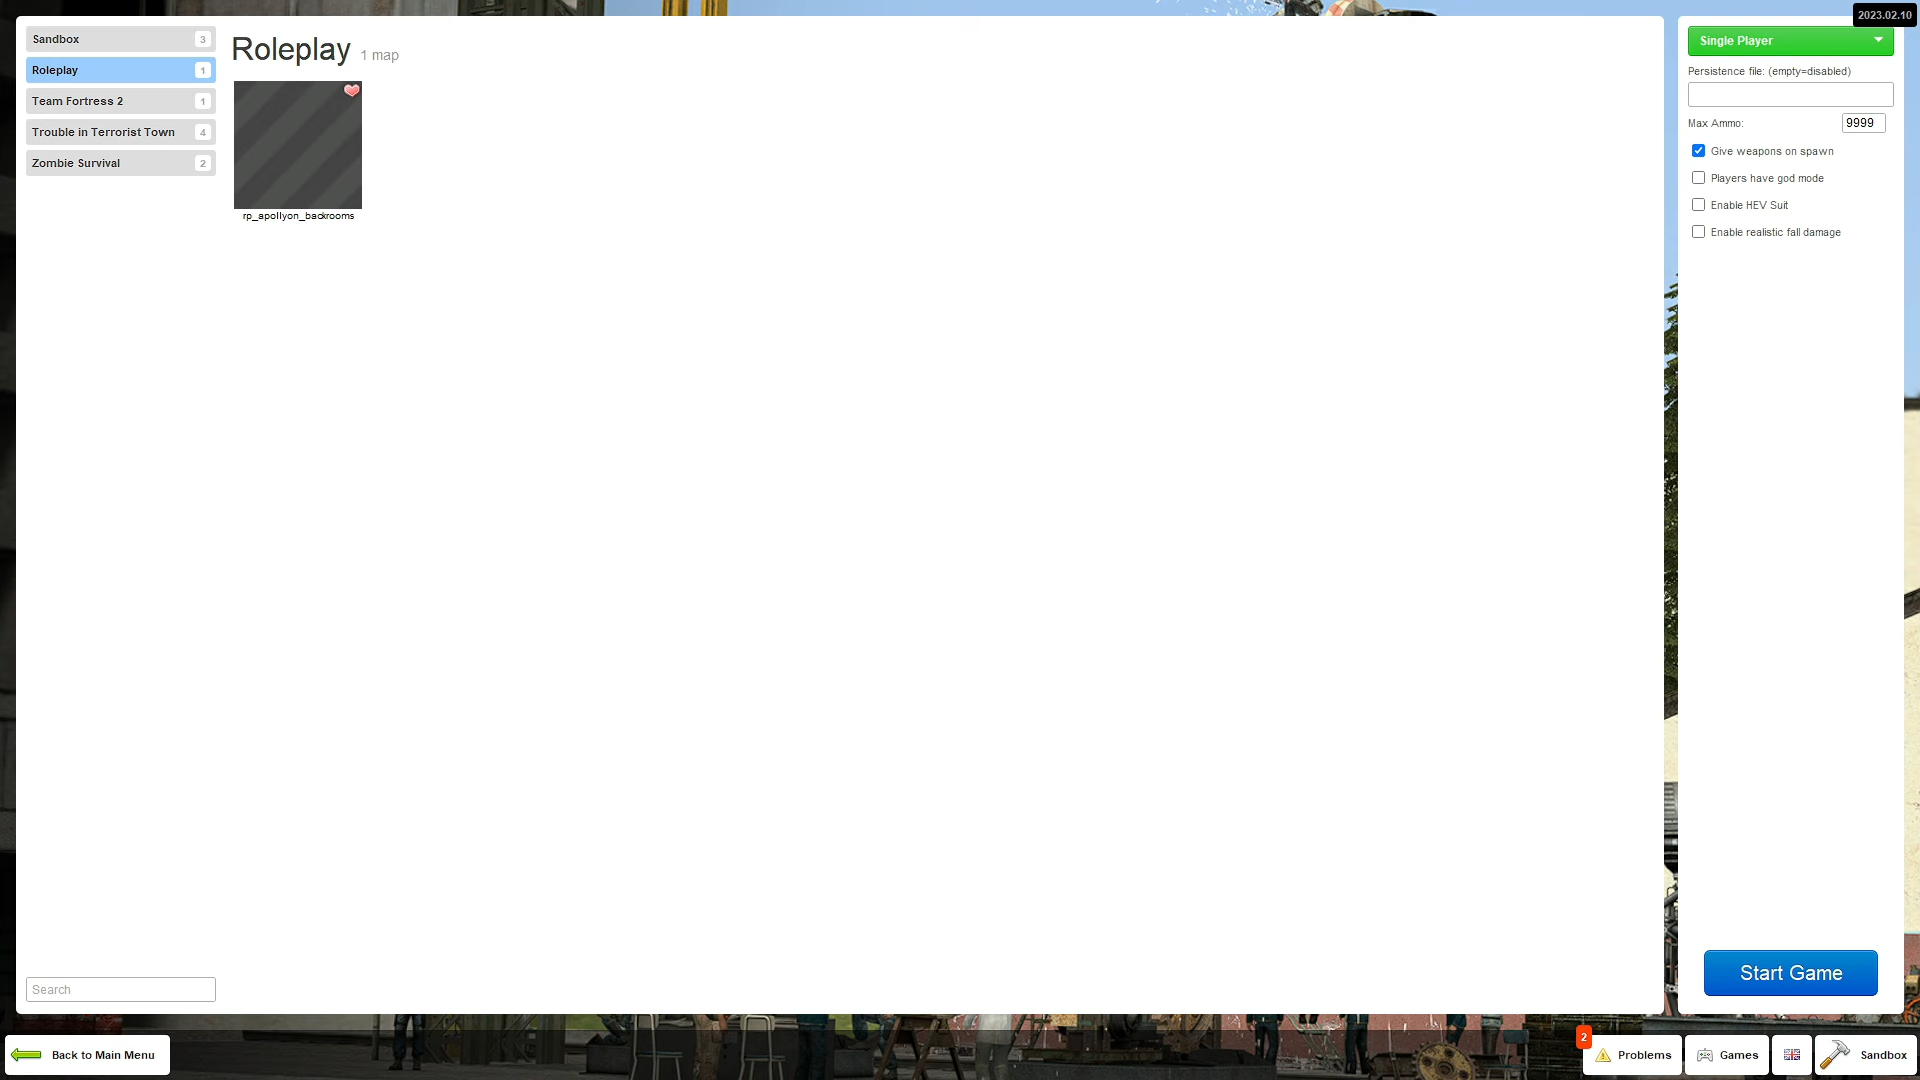 2023.02.10
Sandbox 3
Roleplay 1
Team Fortress 2 1
Trouble in Terrorist Town 4
Zombie Survival 2
Search
Roleplay 1 map
rp_apollyon_backrooms
Single Player
Persistence file: (empty=disabled)
Max Ammo: 9999
Give weapons on spawn
Players have god mode
Enable HEV Suit
Enable realistic fall damage
Start Game
Back to Main Menu
2
Problems
Games
Sandbox